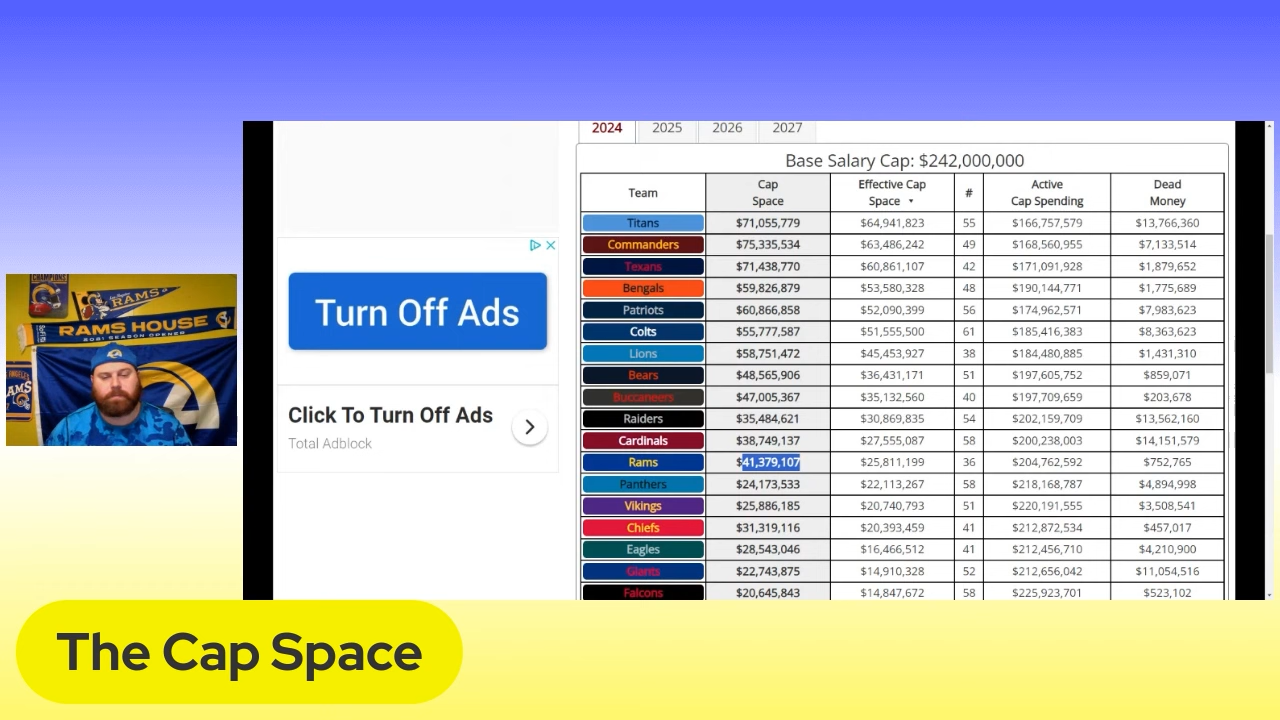 2024 2025 2026 2027
Base Salary Cap: $242,000,000
Team Cap Space Effective Cap Space ▼ # Active Cap Spending Dead Money
Titans $71,055,779 $64,941,823 55 $166,757,579 $13,766,360
Commanders $75,335,534 $63,486,242 49 $168,560,955 $7,133,514
Texans $71,438,770 $60,861,107 42 $171,091,928 $1,879,652
Bengals $59,826,879 $53,580,328 48 $190,144,771 $1,775,689
Patriots $60,866,858 $52,090,399 56 $174,962,571 $7,983,623
Colts $55,777,587 $51,555,500 61 $185,416,383 $8,363,623
Lions $58,751,472 $45,453,927 38 $184,480,885 $1,431,310
Bears $48,565,906 $36,431,171 51 $197,605,752 $859,071
Buccaneers $47,005,367 $35,132,560 40 $197,709,659 $203,678
Raiders $35,484,621 $30,869,835 54 $202,159,709 $13,562,160
Cardinals $38,749,137 $27,555,087 58 $200,238,003 $14,151,579
Rams $41,379,107 $25,811,199 36 $204,762,592 $752,765
Panthers $24,173,533 $22,113,267 58 $218,168,787 $4,894,998
Vikings $25,886,185 $20,740,793 51 $220,191,555 $3,508,541
Chiefs $31,319,116 $20,393,459 41 $212,872,534 $457,017
Eagles $28,543,046 $16,466,512 41 $212,456,710 $4,210,900
Giants $22,743,875 $14,910,328 52 $212,656,042 $11,054,516
Falcons $20,645,843 $14,847,672 58 $225,923,701 $523,102
Turn Off Ads
Click To Turn Off Ads
Total Adblock
CHAMPIONS
RAMS
RAMS HOUSE
2021 SEASON OPENER
The Cap Space